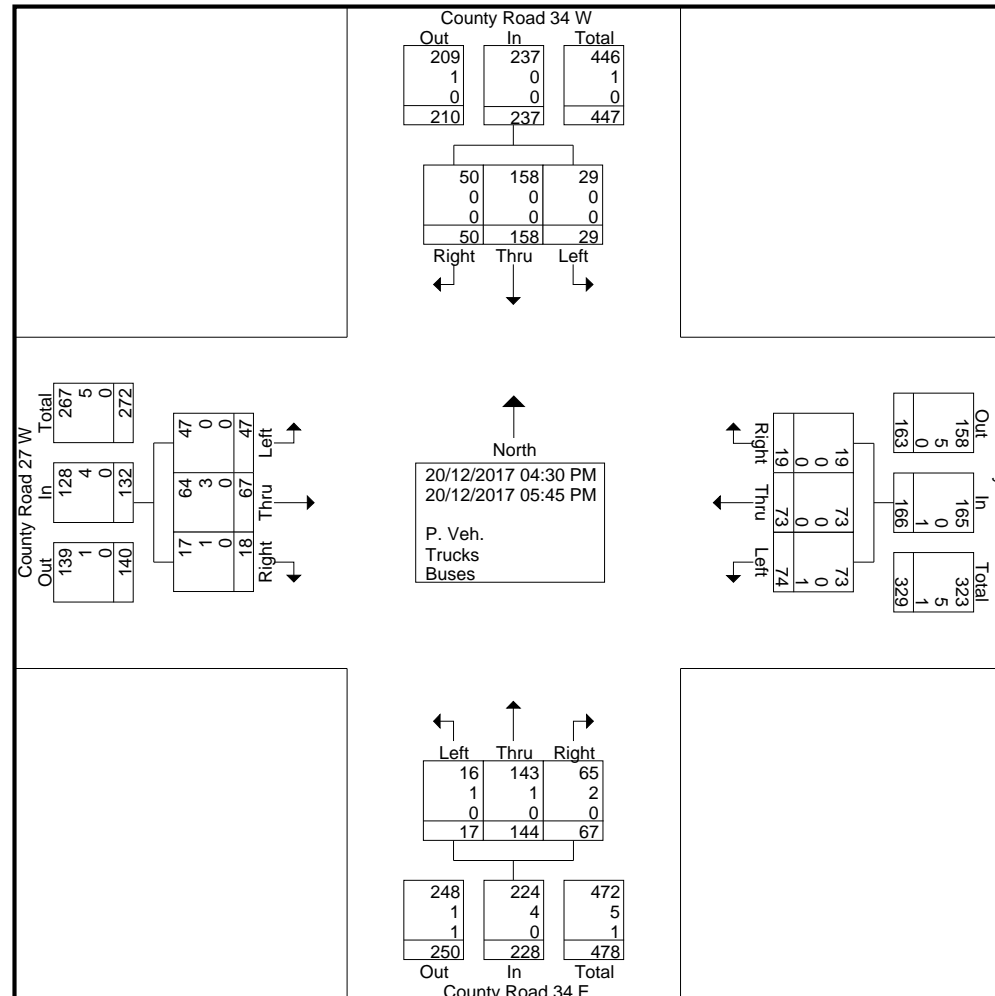 County Road 34 W
Out In Total
209 237 446
1 0 1
0 0 0
210 237 447
50 158 29
0 0 0
0 0 0
50 158 29
Right Thru Left
County Road 27 W
Total
267 5 0 272
In
128 4 0 132
Out
139 1 0 140
47 0 0 47 Left
64 3 0 67 Thru
17 1 0 18 Right
North
20/12/2017 04:30 PM
20/12/2017 05:45 PM
P. Veh.
Trucks
Buses
Right 19 0 0 19
Thru 73 0 0 73
Left 73 0 1 74
Out
158 5 0 163
In
165 0 1 166
Total
323 5 1 329
Left Thru Right
16 143 65
1 1 2
0 0 0
17 144 67
248 224 472
1 4 5
1 0 1
250 228 478
Out In Total
County Road 34 E